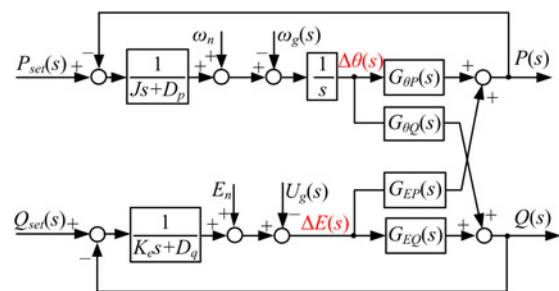 ω_n ω_g(s)
P_set(s) + − 1/(Js+D_p) + + + − 1/s Δθ(s) G_θP(s) + + P(s)
G_θQ(s)
E_n U_g(s) G_EP(s)
Q_set(s) + − 1/(K_e s+D_q) + + + − ΔE(s) G_EQ(s) + + Q(s)